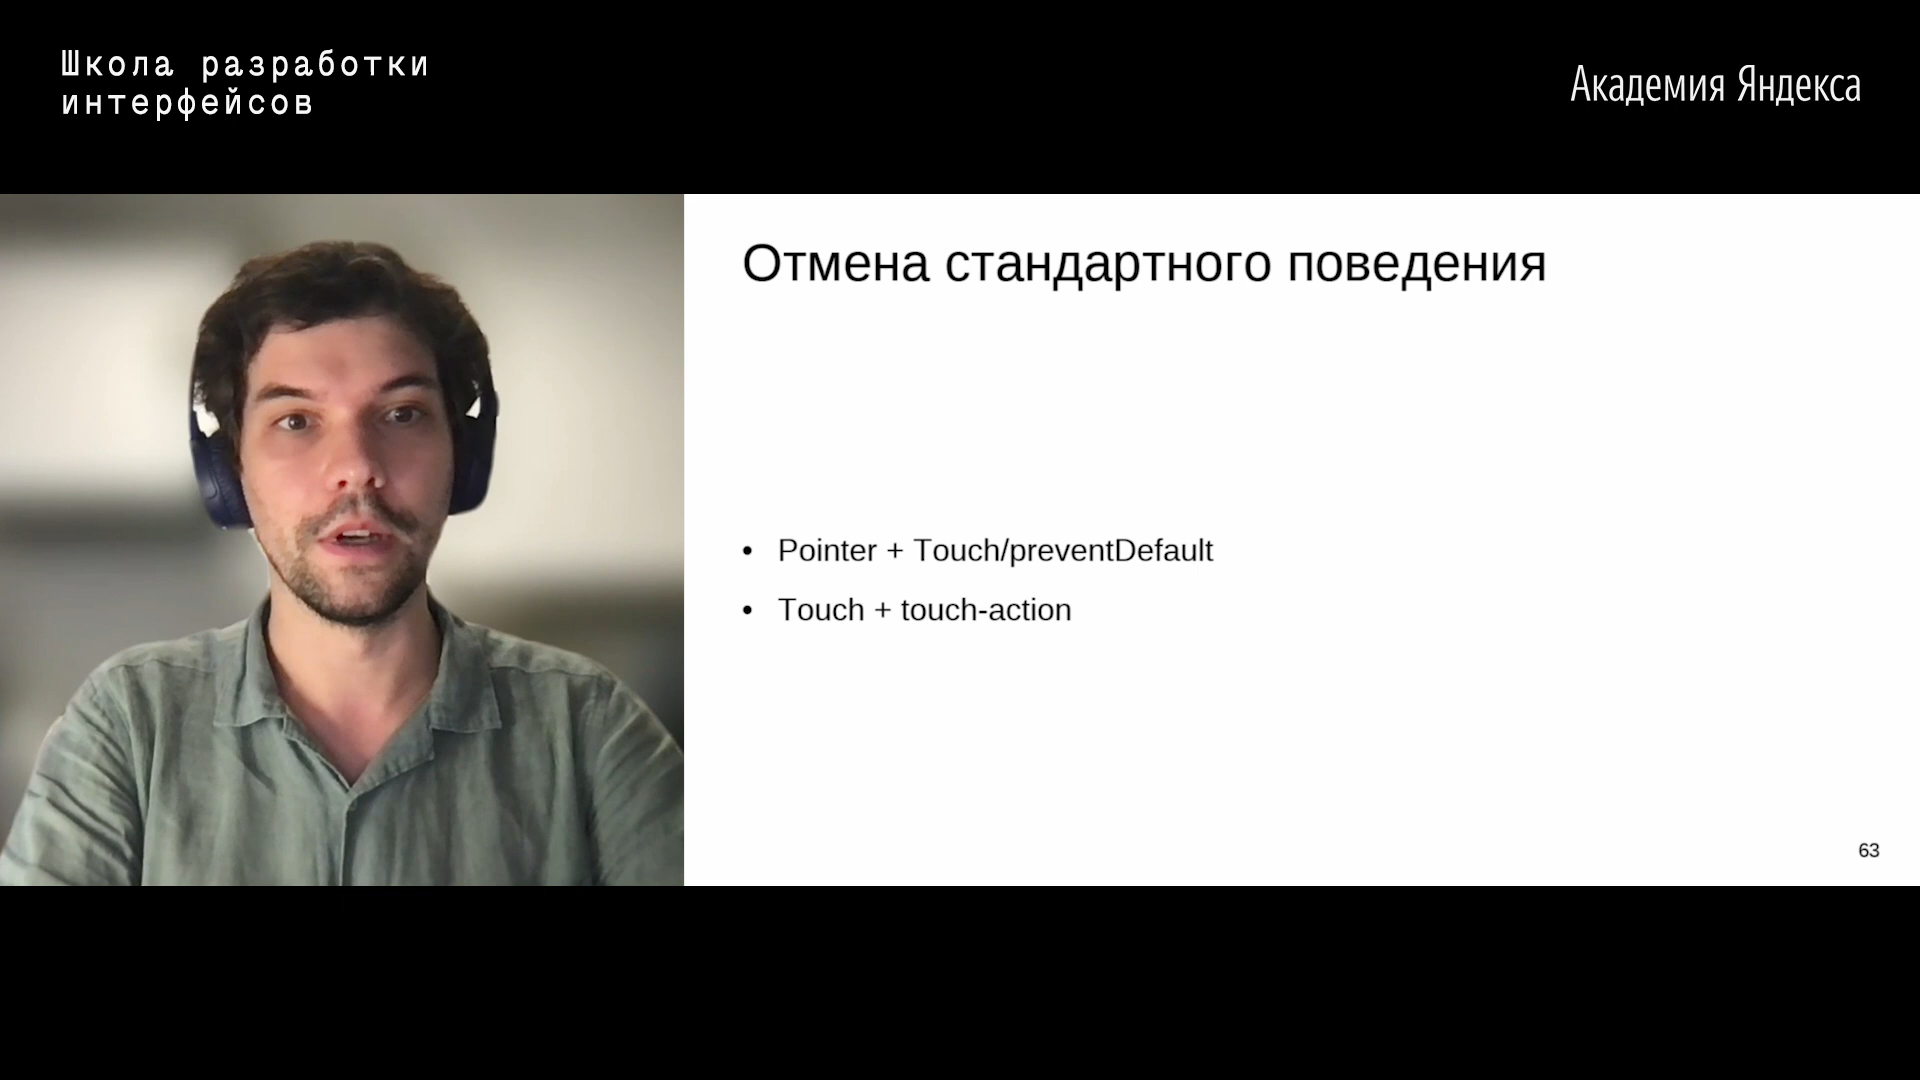 Школа разработки
интерфейсов
Академия Яндекса
Отмена стандартного поведения
• Pointer + Touch/preventDefault
• Touch + touch-action
63